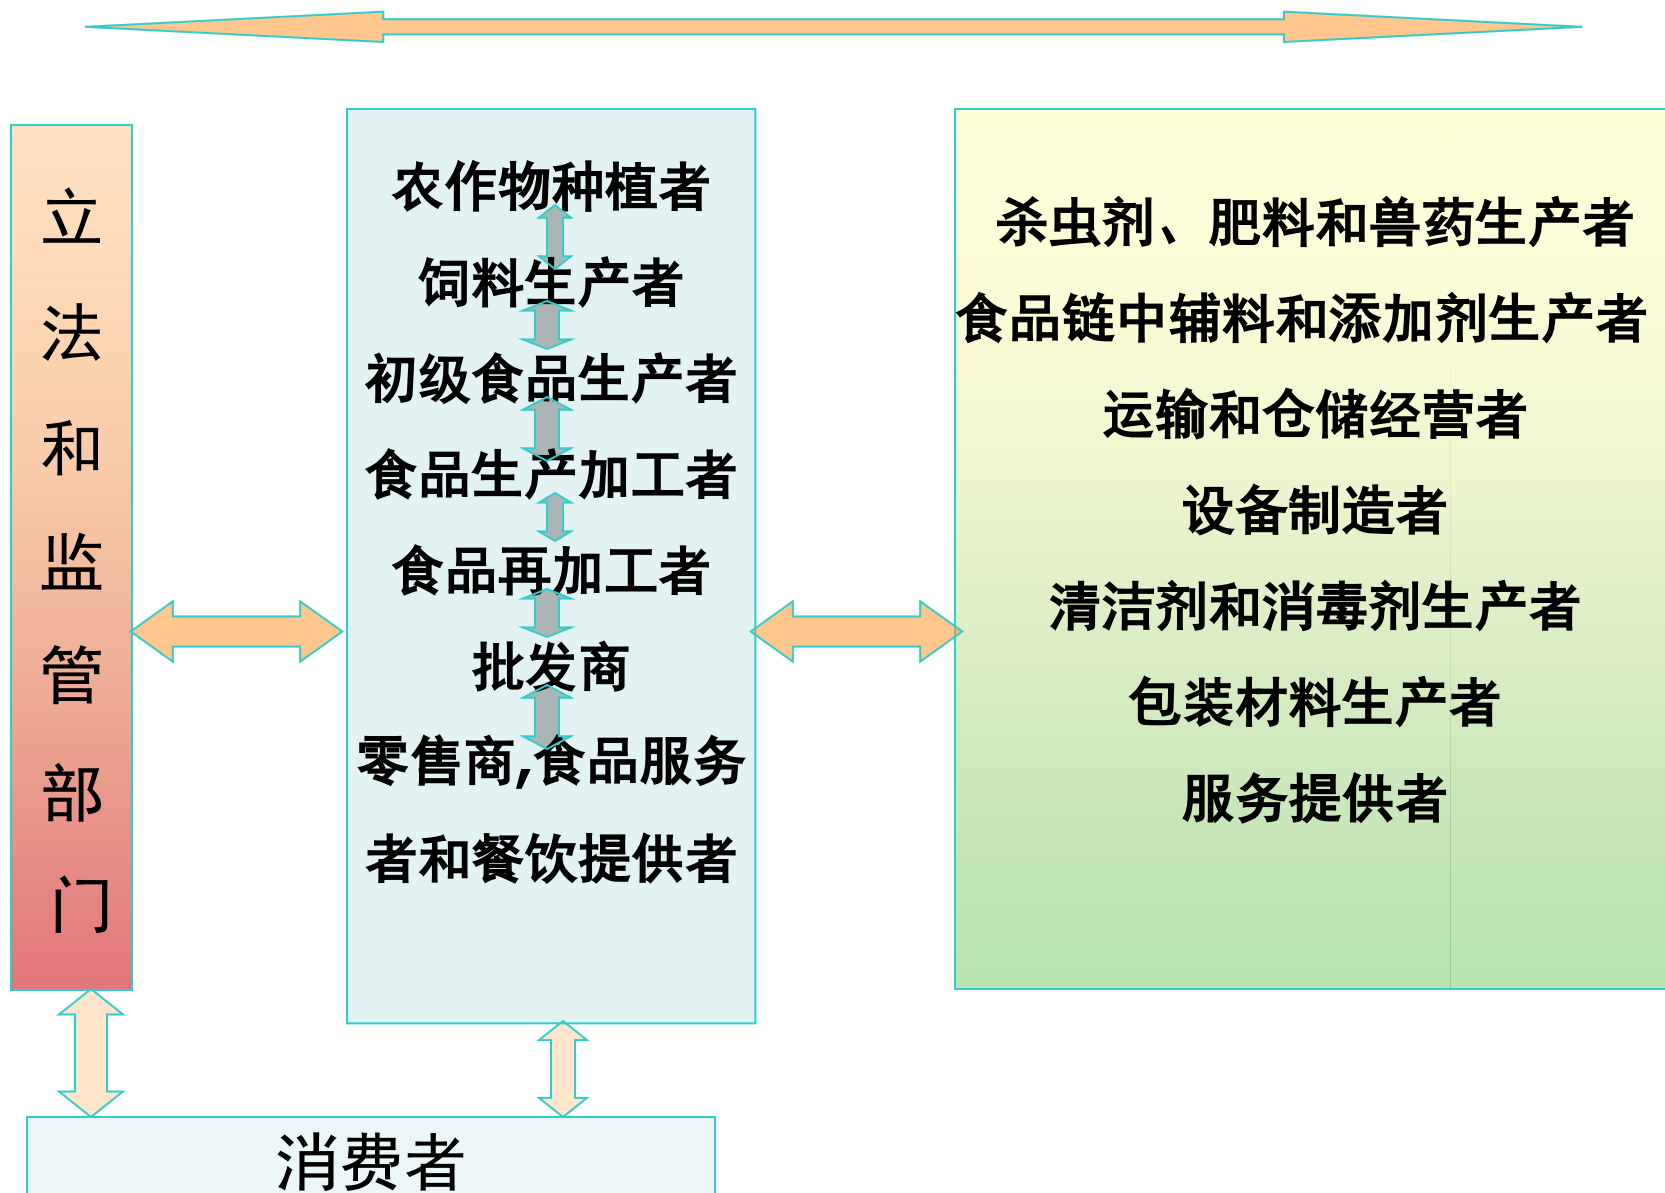 立
法
和
监
管
部
门
农作物种植者
饲料生产者
初级食品生产者
食品生产加工者
食品再加工者
批发商
零售商,食品服务
者和餐饮提供者
杀虫剂、肥料和兽药生产者
食品链中辅料和添加剂生产者
运输和仓储经营者
设备制造者
清洁剂和消毒剂生产者
包装材料生产者
服务提供者
消费者